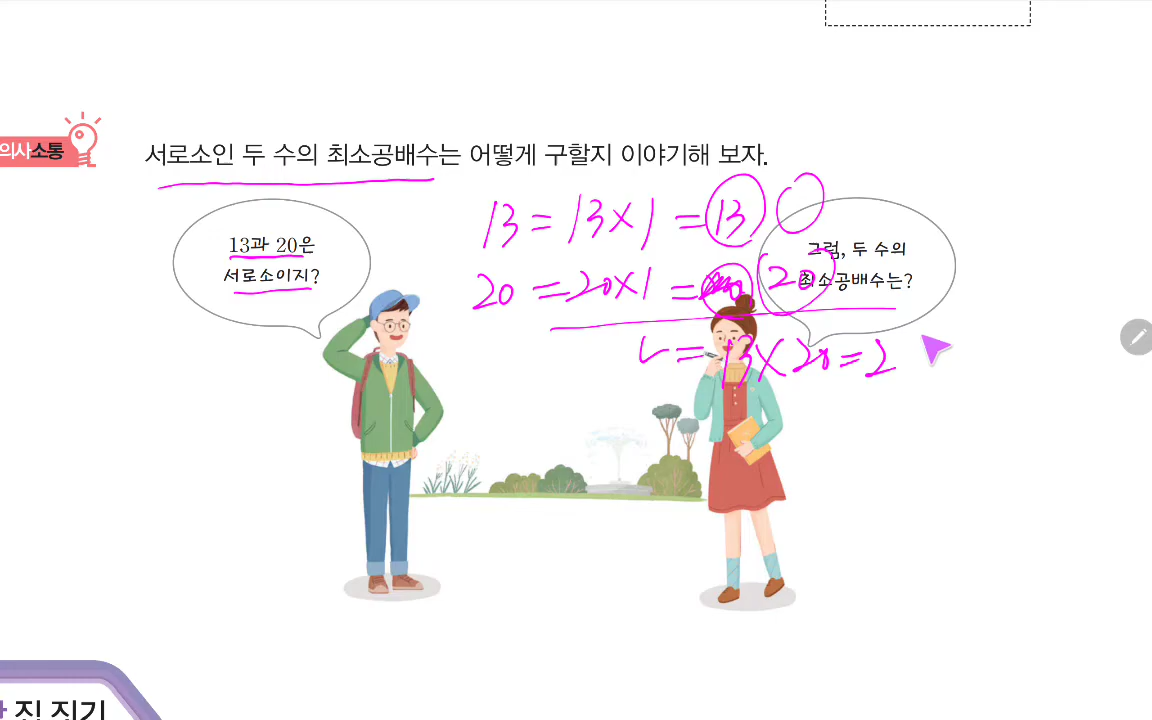 의사소통
서로소인 두 수의 최소공배수는 어떻게 구할지 이야기해 보자.
13 = 13×1 = 13
13과 20은
서로소이지?
그럼, 두 수의
최소공배수는?
20 = 20×1 = 20
L = 13×20 = 2